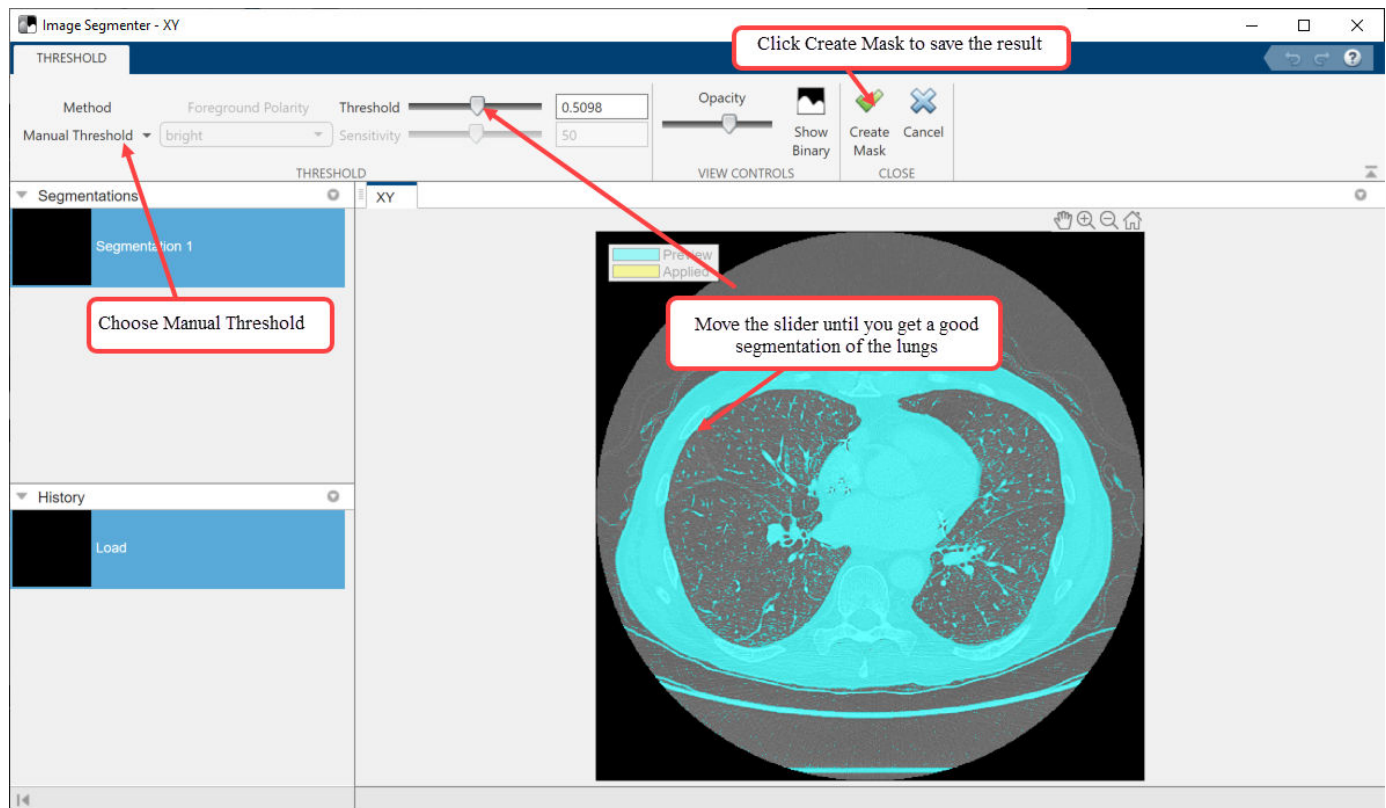 Image Segmenter - XY
THRESHOLD
Click Create Mask to save the result
Method
Manual Threshold
Foreground Polarity
bright
Threshold
0.5098
Sensitivity
50
THRESHOLD
Opacity
Show
Binary
VIEW CONTROLS
Create
Mask
Cancel
CLOSE
Segmentations
Segmentation 1
Choose Manual Threshold
History
Load
XY
Preview
Applied
Move the slider until you get a good
segmentation of the lungs